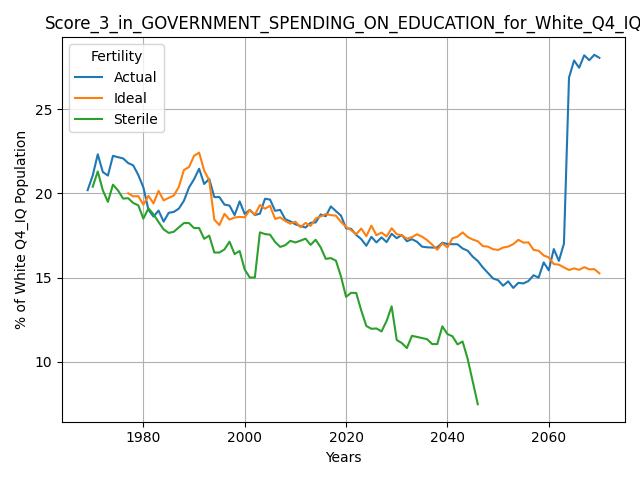 Score_3_in_GOVERNMENT_SPENDING_ON_EDUCATION_for_White_Q4_IQ
Fertility
Actual
Ideal
Sterile
% of White Q4_IQ Population
25
20
15
10
1980 2000 2020 2040 2060
Years